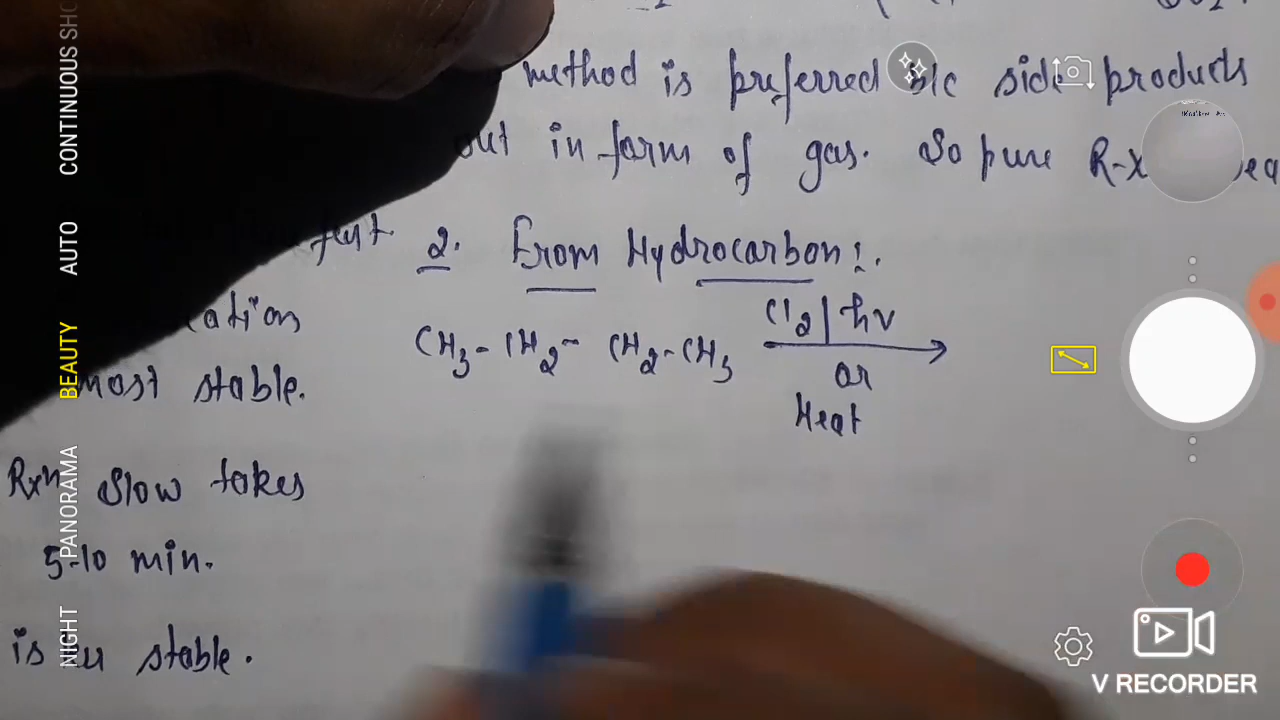 method is preferred b/c side products
out in form of gas. So pure R-X
2. From Hydrocarbon:.
cation
CH3-CH2-CH2-CH3 Cl2/hν
or
Heat
most stable.
Rxn slow takes
5-10 min.
is stable.
CONTINUOUS SHO
AUTO
BEAUTY
PANORAMA
NIGHT
V RECORDER